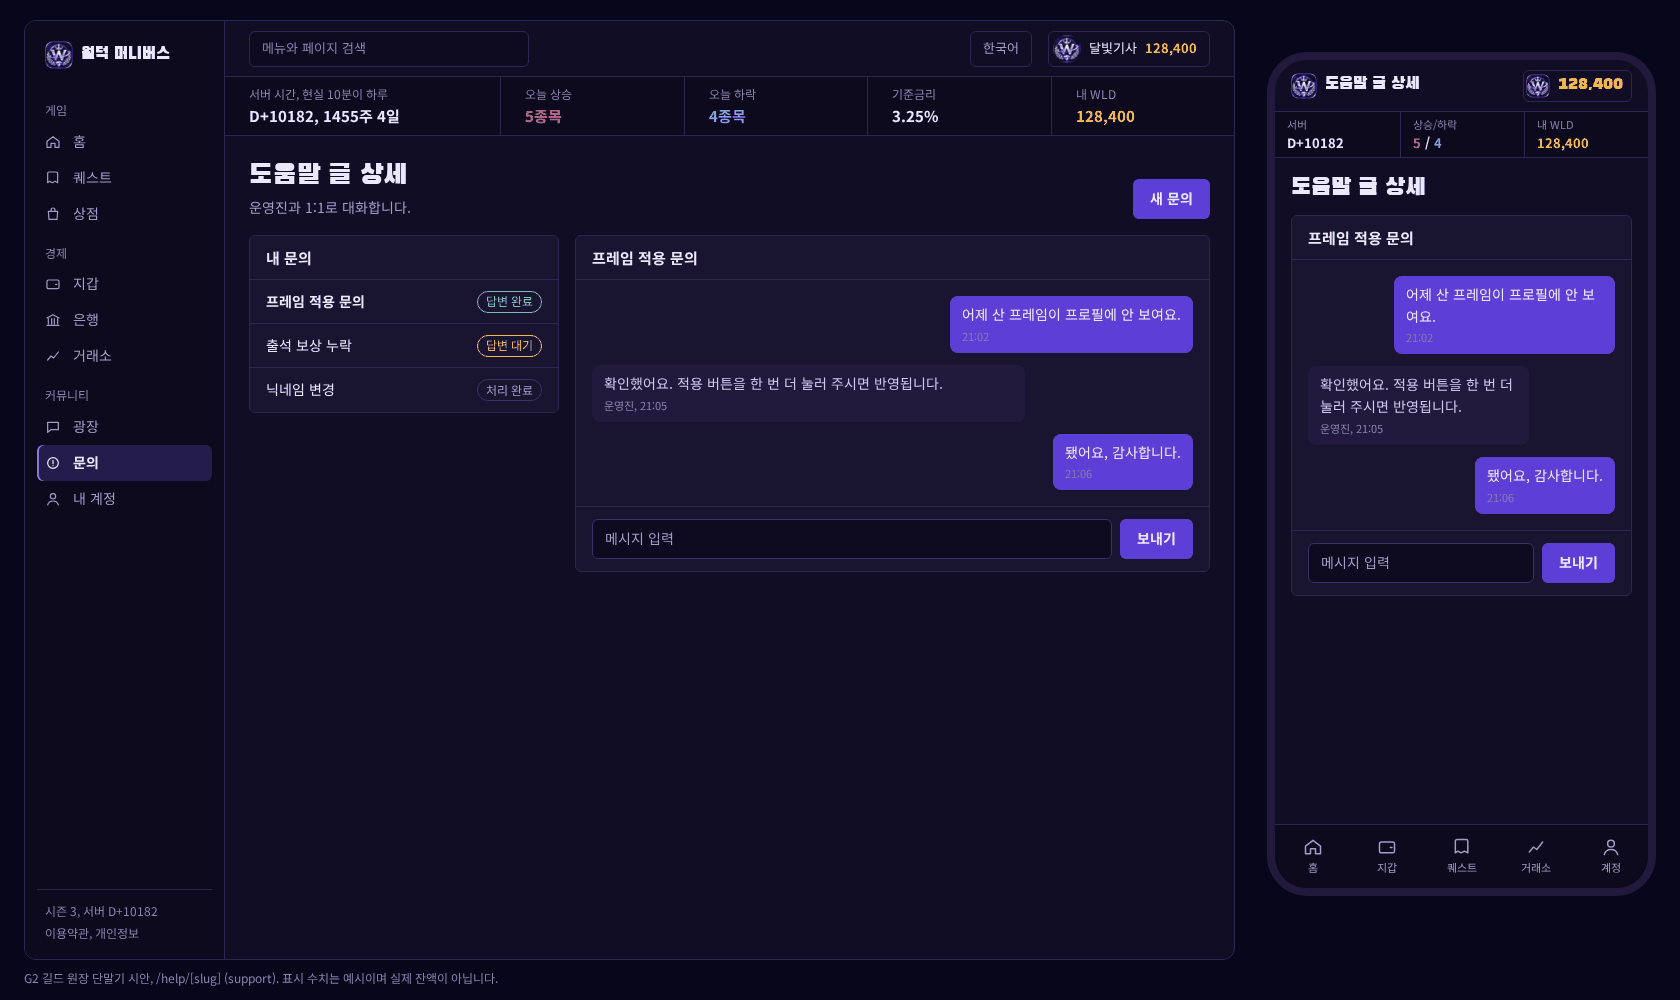 월덕 머니버스
게임
홈
퀘스트
상점
경제
지갑
은행
거래소
커뮤니티
광장
문의
내 계정
시즌 3, 서버 D+10182
이용약관, 개인정보
메뉴와 페이지 검색
한국어
달빛기사 128,400
서버 시간, 현실 10분이 하루
D+10182, 1455주 4일
오늘 상승
5종목
오늘 하락
4종목
기준금리
3.25%
내 WLD
128,400
도움말 글 상세
운영진과 1:1로 대화합니다.
새 문의
내 문의
프레임 적용 문의 답변 완료
출석 보상 누락 답변 대기
닉네임 변경 처리 완료
프레임 적용 문의
어제 산 프레임이 프로필에 안 보여요.
21:02
확인했어요. 적용 버튼을 한 번 더 눌러 주시면 반영됩니다.
운영진, 21:05
됐어요, 감사합니다.
21:06
메시지 입력
보내기
G2 길드 원장 단말기 시안, /help/[slug] (support). 표시 수치는 예시이며 실제 잔액이 아닙니다.
도움말 글 상세
128,400
서버
D+10182
상승/하락
5 / 4
내 WLD
128,400
도움말 글 상세
프레임 적용 문의
어제 산 프레임이 프로필에 안 보
여요.
21:02
확인했어요. 적용 버튼을 한 번 더
눌러 주시면 반영됩니다.
운영진, 21:05
됐어요, 감사합니다.
21:06
메시지 입력
보내기
홈
지갑
퀘스트
거래소
계정